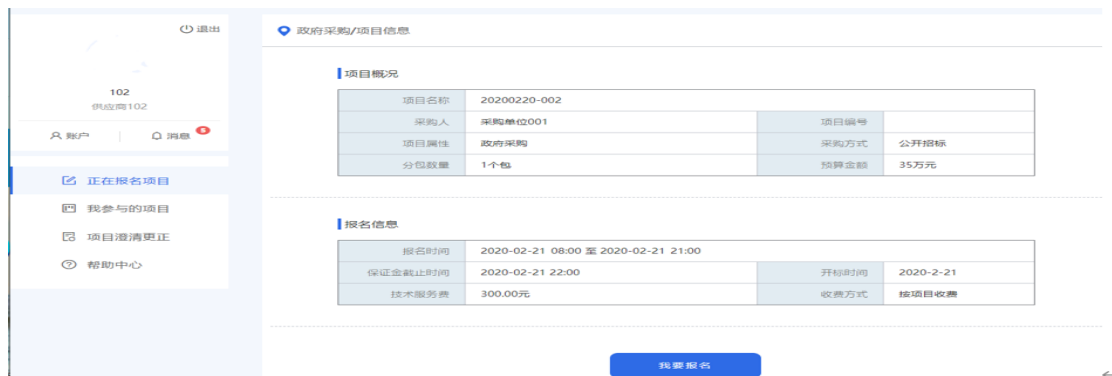 退出
政府采购/项目信息
102
供应商102
账户 消息 5
正在报名项目
我参与的项目
项目澄清更正
帮助中心
项目概况
项目名称 20200220-002
采购人 采购单位001 项目编号
项目属性 政府采购 采购方式 公开招标
分包数量 1个包 预算金额 35万元
报名信息
报名时间 2020-02-21 08:00 至 2020-02-21 21:00
保证金截止时间 2020-02-21 22:00 开标时间 2020-2-21
技术服务费 300.00元 收费方式 按项目收费
我要报名